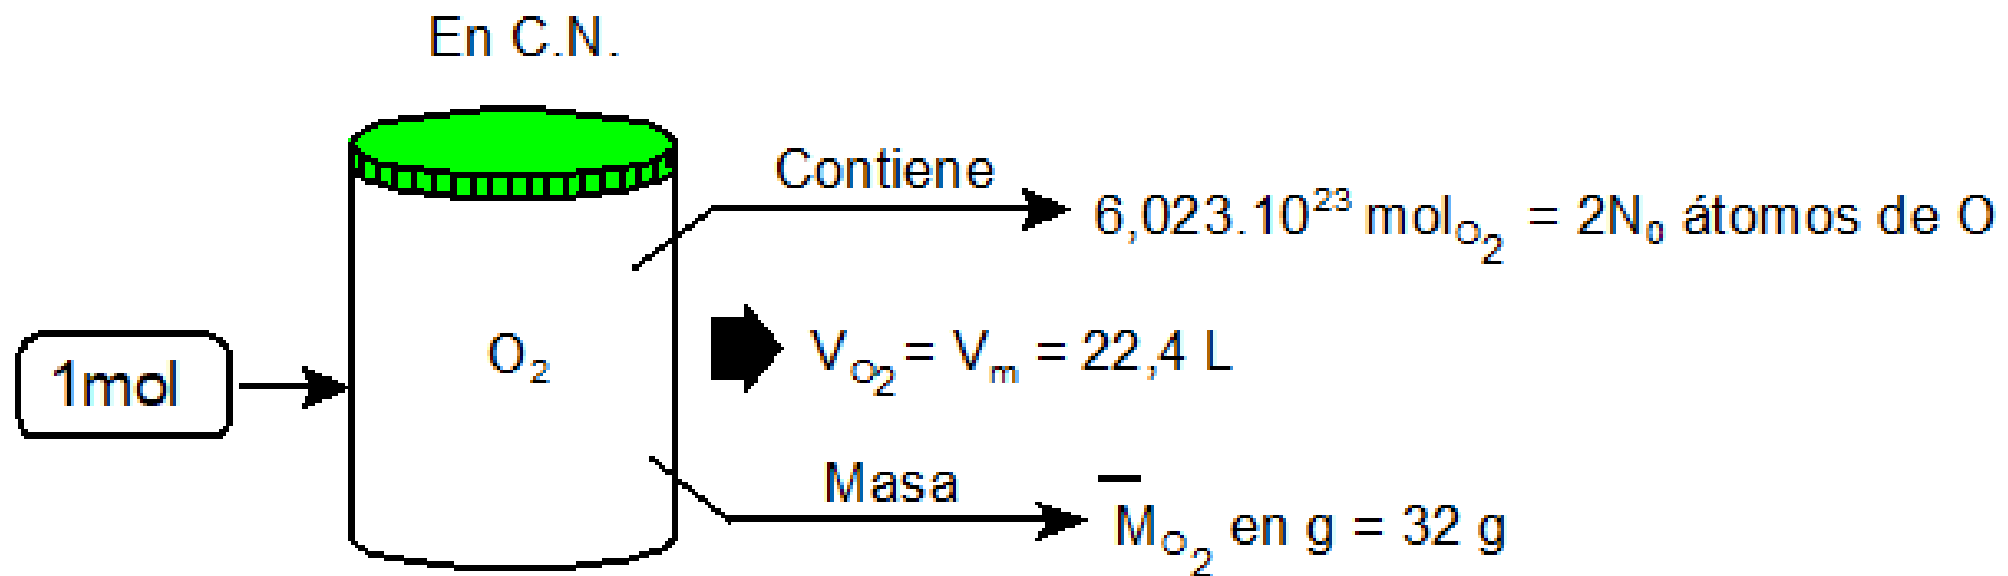 En C.N.
Contiene
6,023.10²³ mol O₂ = 2N₀ átomos de O
1mol
O₂
V O₂ = Vₘ = 22,4 L
Masa
M̅ O₂ en g = 32 g